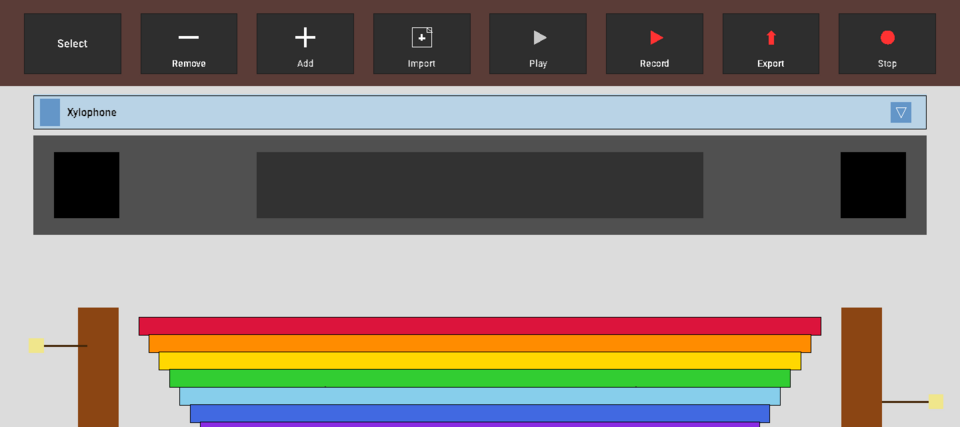 Select
Remove
Add
Import
Play
Record
Export
Stop
Xylophone